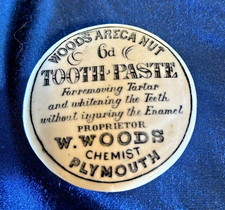 WOODS ARECA NUT
6d
TOOTH PASTE
For removing Tartar
and whitening the Teeth
without injuring the Enamel
PROPRIETOR
W. WOODS
CHEMIST
PLYMOUTH